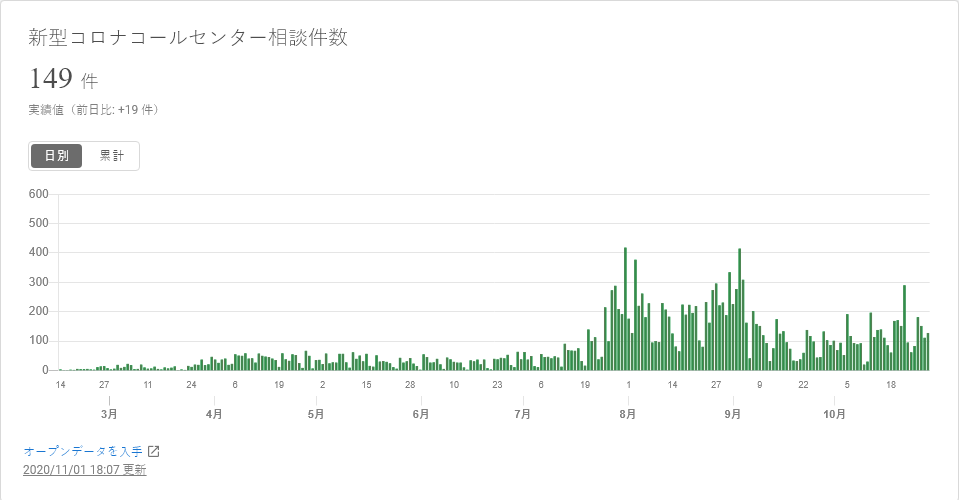 新型コロナコールセンター相談件数
149 件
実績値（前日比: +19 件）
日別 累計
600
500
400
300
200
100
0
14 27 11 24 6 19 2 15 28 10 23 6 19 1 14 27 9 22 5 18
3月 4月 5月 6月 7月 8月 9月 10月
オープンデータを入手
2020/11/01 18:07 更新